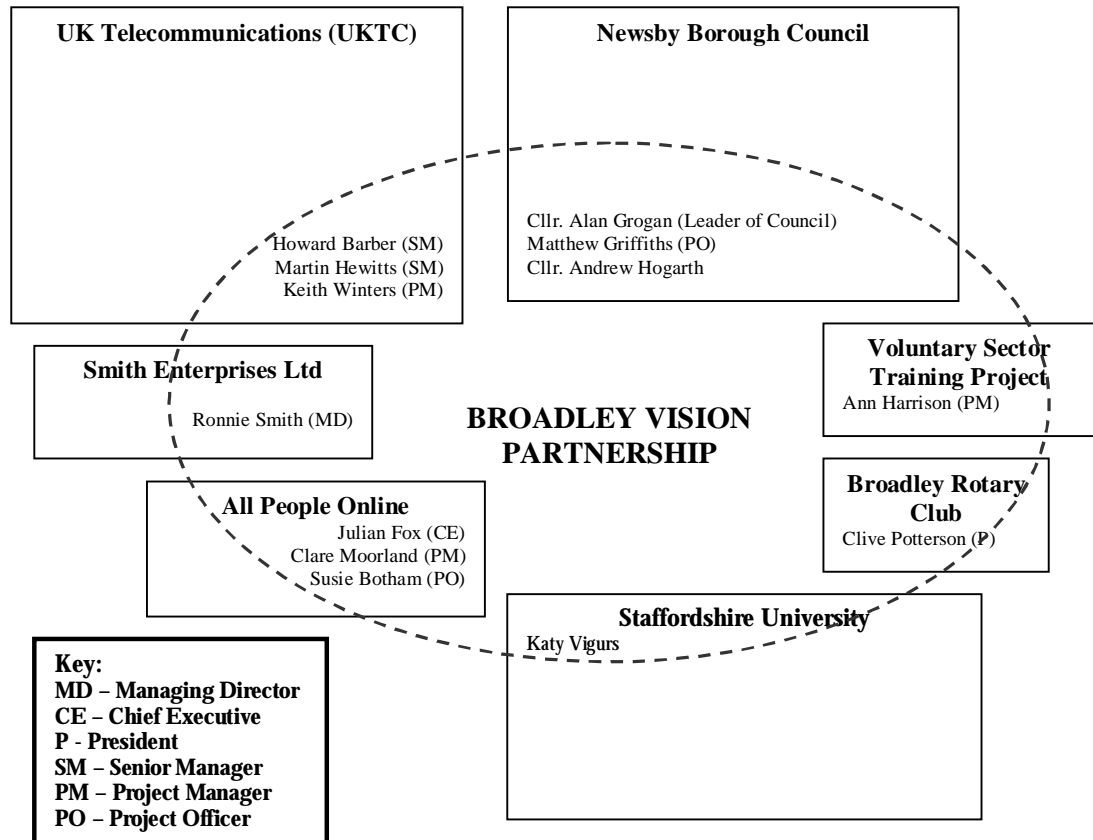 UK Telecommunications (UKTC)
Howard Barber (SM)
Martin Hewitts (SM)
Keith Winters (PM)
Newsby Borough Council
Cllr. Alan Grogan (Leader of Council)
Matthew Griffiths (PO)
Cllr. Andrew Hogarth
Smith Enterprises Ltd
Ronnie Smith (MD)
BROADLEY VISION
PARTNERSHIP
Voluntary Sector
Training Project
Ann Harrison (PM)
Broadley Rotary
Club
Clive Potterson (P)
All People Online
Julian Fox (CE)
Clare Moorland (PM)
Susie Botham (PO)
Staffordshire University
Katy Vigurs
Key:
MD – Managing Director
CE – Chief Executive
P - President
SM – Senior Manager
PM – Project Manager
PO – Project Officer